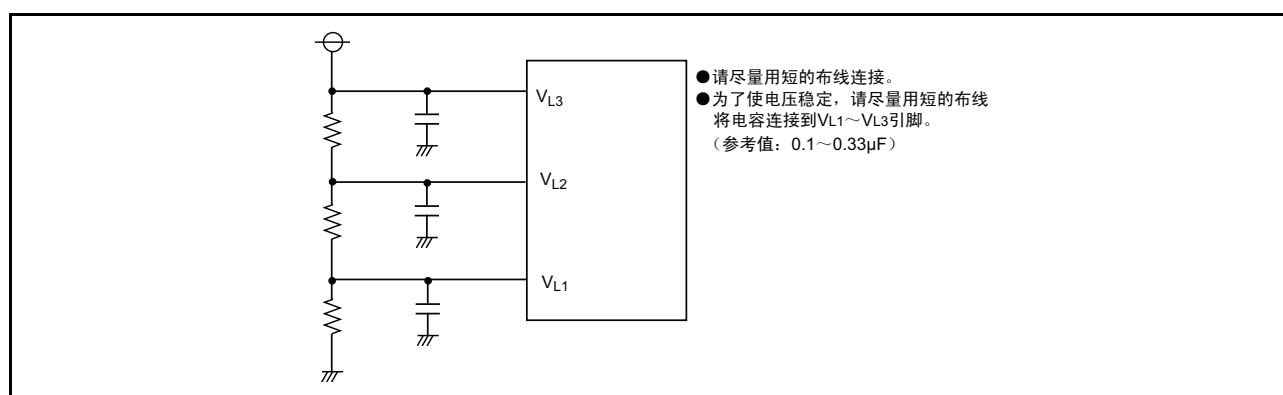 VL3
●请尽量用短的布线连接。
●为了使电压稳定，请尽量用短的布线
将电容连接到VL1～VL3引脚。
（参考值：0.1～0.33μF）
VL2
VL1